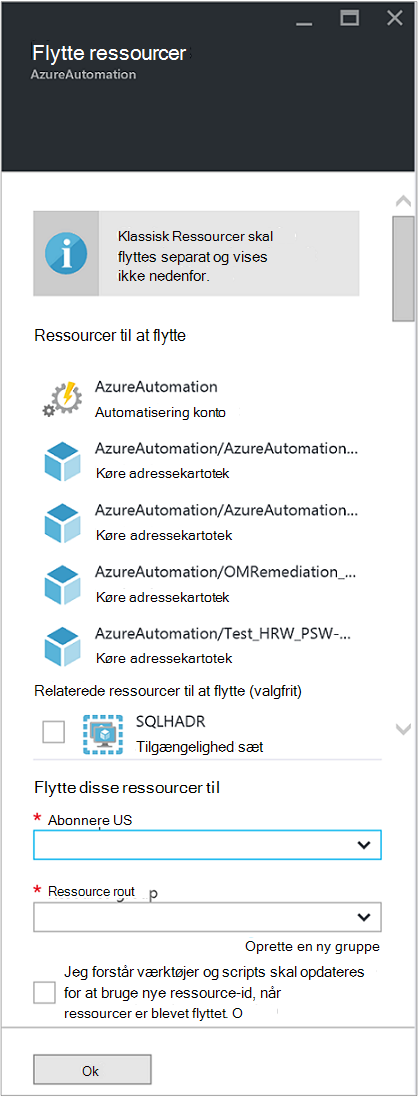 Flytte ressourcer
AzureAutomation
Klassisk Ressourcer skal
flyttes separat og vises
ikke nedenfor.
Ressourcer til at flytte
AzureAutomation
Automatisering konto
AzureAutomation/AzureAutomation...
Køre adressekartotek
AzureAutomation/AzureAutomation...
Køre adressekartotek
AzureAutomation/OMRemediation_...
Køre adressekartotek
AzureAutomation/Test_HRW_PSW-...
Køre adressekartotek
Relaterede ressourcer til at flytte (valgfrit)
SQLHADR
Tilgængelighed sæt
Flytte disse ressourcer til
* Abonnere US
* Ressource rout
Oprette en ny gruppe
Jeg forstår værktøjer og scripts skal opdateres
for at bruge nye ressource-id, når
ressourcer er blevet flyttet. O
Ok